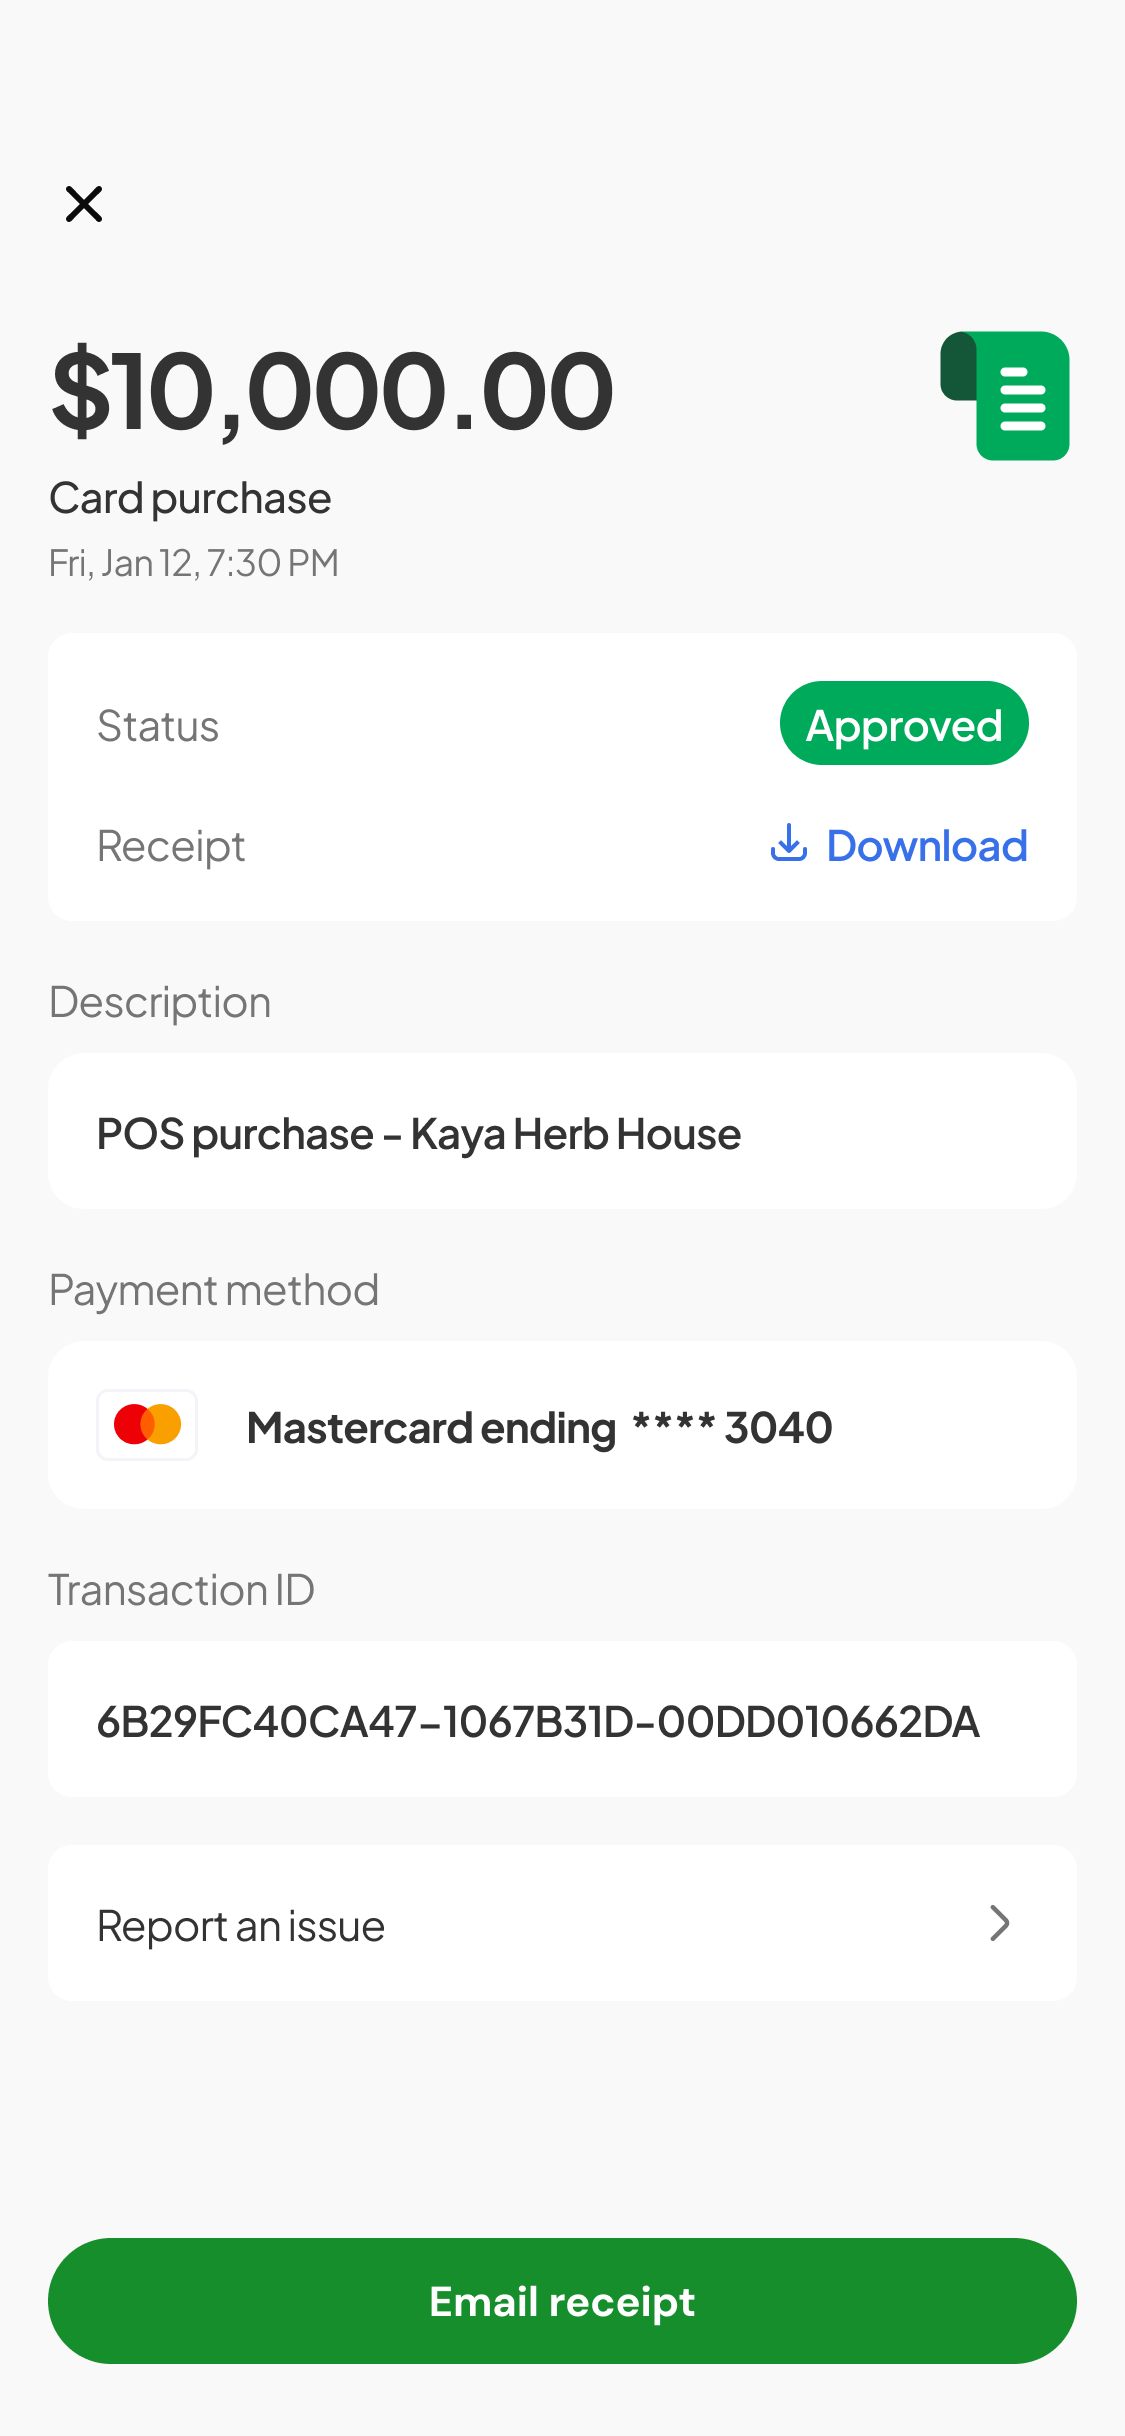 $10,000.00
Card purchase
Fri, Jan 12, 7:30 PM
Status
Approved
Receipt
Download
Description
POS purchase - Kaya Herb House
Payment method
Mastercard ending **** 3040
Transaction ID
6B29FC40CA47-1067B31D-00DD010662DA
Report an issue
Email receipt